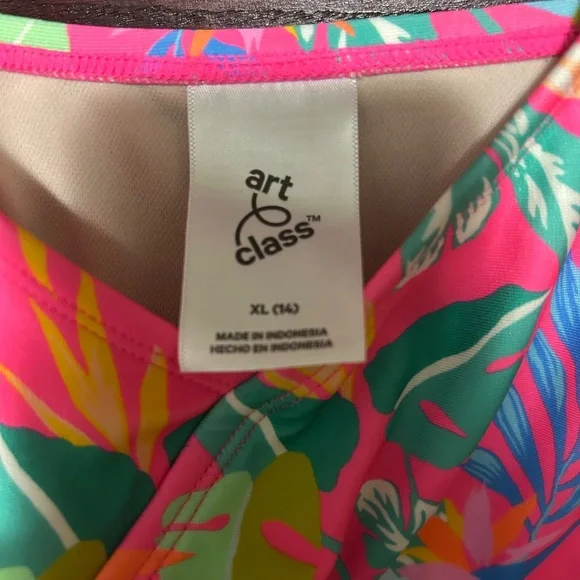 art
class™
XL (14)
MADE IN INDONESIA
HECHO EN INDONESIA